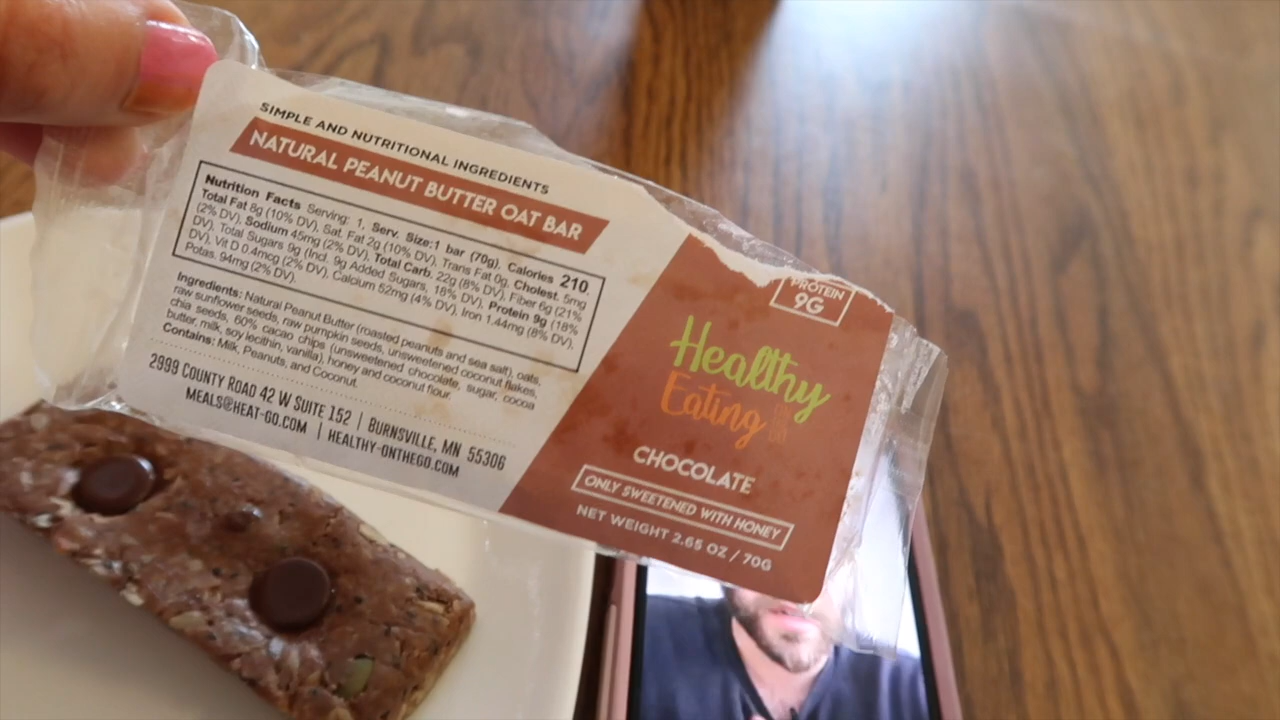 SIMPLE AND NUTRITIONAL INGREDIENTS
NATURAL PEANUT BUTTER OAT BAR
Nutrition Facts Serving: 1, Serv. Size:1 bar (70g), Calories 210
Total Fat 8g (10% DV), Sat. Fat 2g (10% DV), Trans Fat 0g, Cholest. 5mg
(2% DV), Sodium 45mg (2% DV), Total Carb. 22g (8% DV), Fiber 6g (21%
DV), Total Sugars 9g (Incl. 9g Added Sugars, 18% DV), Protein 9g (18%
DV), Vit D 0.4mcg (2% DV), Calcium 52mg (4% DV), Iron 1.44mg (8% DV),
Potas. 94mg (2% DV).
Ingredients: Natural Peanut Butter (roasted peanuts and sea salt), oats,
raw sunflower seeds, raw pumpkin seeds, unsweetened coconut flakes,
chia seeds, 60% cacao chips (unsweetened chocolate, sugar, cocoa
butter, milk, soy lecithin, vanilla), honey and coconut flour.
Contains: Milk, Peanuts, and Coconut.
2999 COUNTY ROAD 42 W SUITE 152 | BURNSVILLE, MN 55306
MEALS@HEAT-GO.COM | HEALTHY-ONTHEGO.COM
PROTEIN
9G
Healthy
Eating
CHOCOLATE
ONLY SWEETENED WITH HONEY
NET WEIGHT 2.65 OZ / 70G